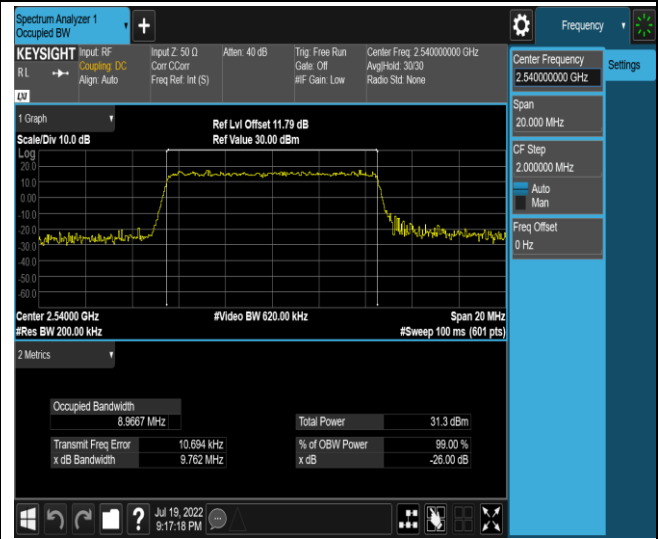 Spectrum Analyzer 1
Occupied BW
+
Frequency
KEYSIGHT
RL
LXI
Input: RF
Coupling: DC
Align: Auto
Input Z: 50 Ω
Corr CCorr
Freq Ref: Int (S)
Atten: 40 dB
Trig: Free Run
Gate: Off
#IF Gain: Low
Center Freq: 2.540000000 GHz
Avg|Hold: 30/30
Radio Std: None
Center Frequency
2.540000000 GHz
Settings
Span
20.000 MHz
CF Step
2.000000 MHz
Auto
Man
Freq Offset
0 Hz
1 Graph
Scale/Div 10.0 dB
Ref Lvl Offset 11.79 dB
Ref Value 30.00 dBm
Log
20.0
10.0
0.00
-10.0
-20.0
-30.0
-40.0
-50.0
-60.0
Center 2.54000 GHz
#Video BW 620.00 kHz
Span 20 MHz
#Res BW 200.00 kHz
#Sweep 100 ms (601 pts)
2 Metrics
Occupied Bandwidth
8.9667 MHz
Total Power 31.3 dBm
Transmit Freq Error 10.694 kHz
% of OBW Power 99.00 %
x dB Bandwidth 9.762 MHz
x dB -26.00 dB
?
Jul 19, 2022
9:17:18 PM